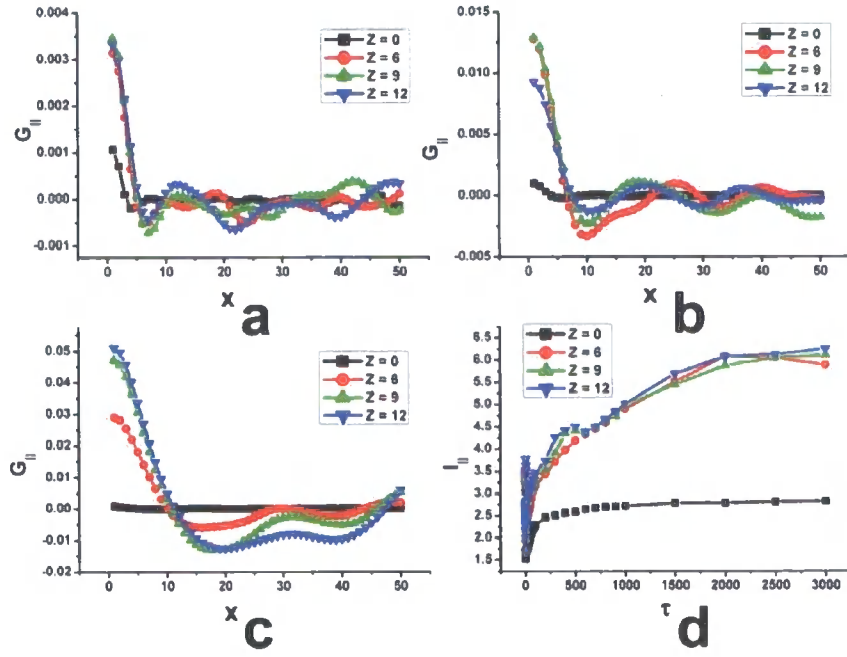 0.004
0.003
0.002
0.001
0.000
-0.001
G||
0 10 20 30 40 50
X
Z = 0
Z = 6
Z = 9
Z = 12
a
0.015
0.010
0.005
0.000
-0.005
G||
0 10 20 30 40 50
X
Z = 0
Z = 6
Z = 9
Z = 12
b
0.05
0.04
0.03
0.02
0.01
0.00
-0.01
-0.02
G||
0 10 20 30 40 50
X
Z = 0
Z = 6
Z = 9
Z = 12
c
6.5
6.0
5.5
5.0
4.5
4.0
3.5
3.0
2.5
2.0
1.5
I||
0 500 1000 1500 2000 2500 3000
τ
Z = 0
Z = 6
Z = 9
Z = 12
d